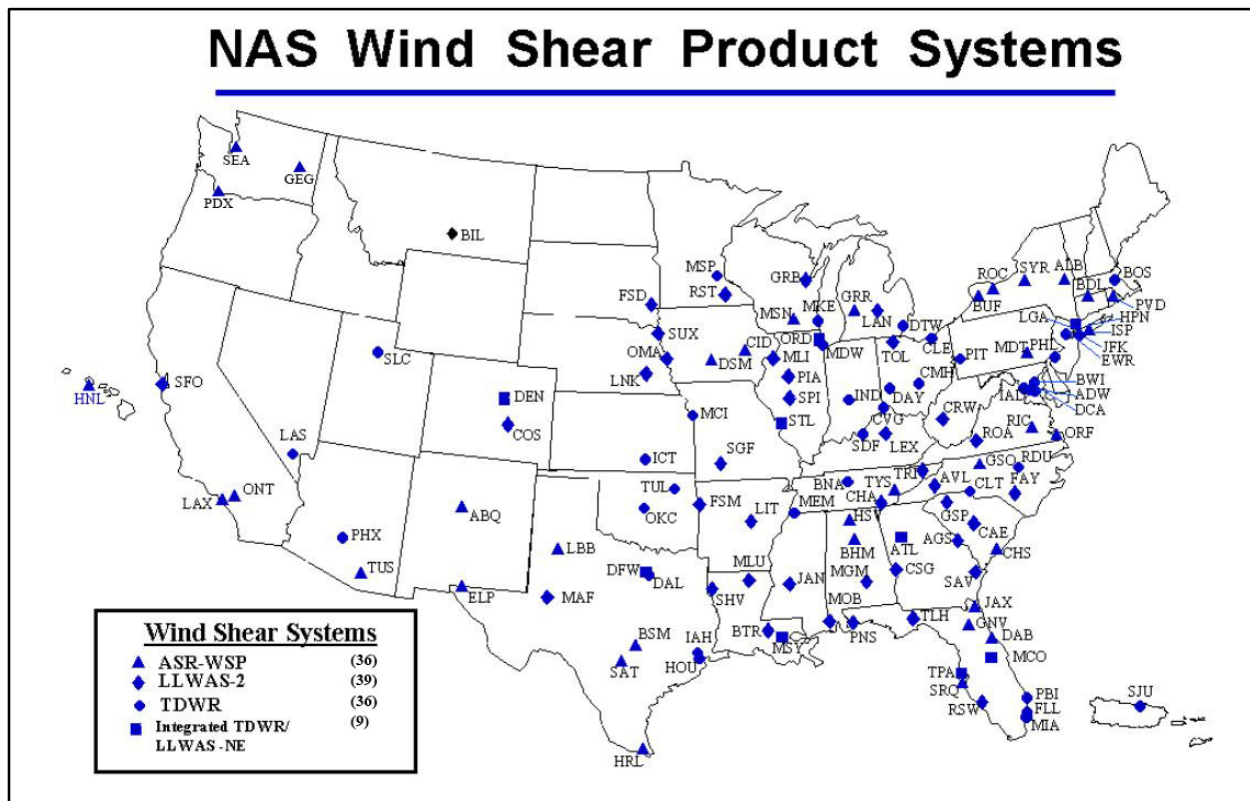 NAS Wind Shear Product Systems
SEA
GEG
PDX
BIL
MSP
GRB
RST
FSD
SUX
MSN
MKE
GRR
LAN
DTW
ROC
SYR
ALB
BOS
BUF
BDL
PVD
LGA
HPN
ISP
JFK
EWR
MDT
PHL
PIT
CLE
TOL
CMH
ORD
MDW
CID
MLI
DSM
OMA
LNK
PIA
SPI
IND
DAY
CVG
SDF
LEX
CRW
ROA
IAD
BWI
ADW
DCA
RIC
ORF
SLC
SFO
HNL
DEN
COS
MCI
STL
LAS
ICT
SGF
LAX
ONT
TUL
OKC
FSM
LIT
MEM
BNA
TYS
TRI
CHA
AVL
GSO
RDU
CLT
FAY
GSP
CAE
AGS
CHS
SAV
PHX
TUS
ABQ
LBB
ELP
MAF
DFW
DAL
SHV
MLU
JAN
HSV
BHM
MGM
ATL
CSG
MOB
PNS
TLH
JAX
GNV
DAB
MCO
TPA
SRQ
RSW
PBI
FLL
MIA
SJU
BTR
MSY
BSM
SAT
IAH
HOU
HRL
Wind Shear Systems
ASR-WSP (36)
LLWAS-2 (39)
TDWR (36)
Integrated TDWR/ (9)
LLWAS-NE